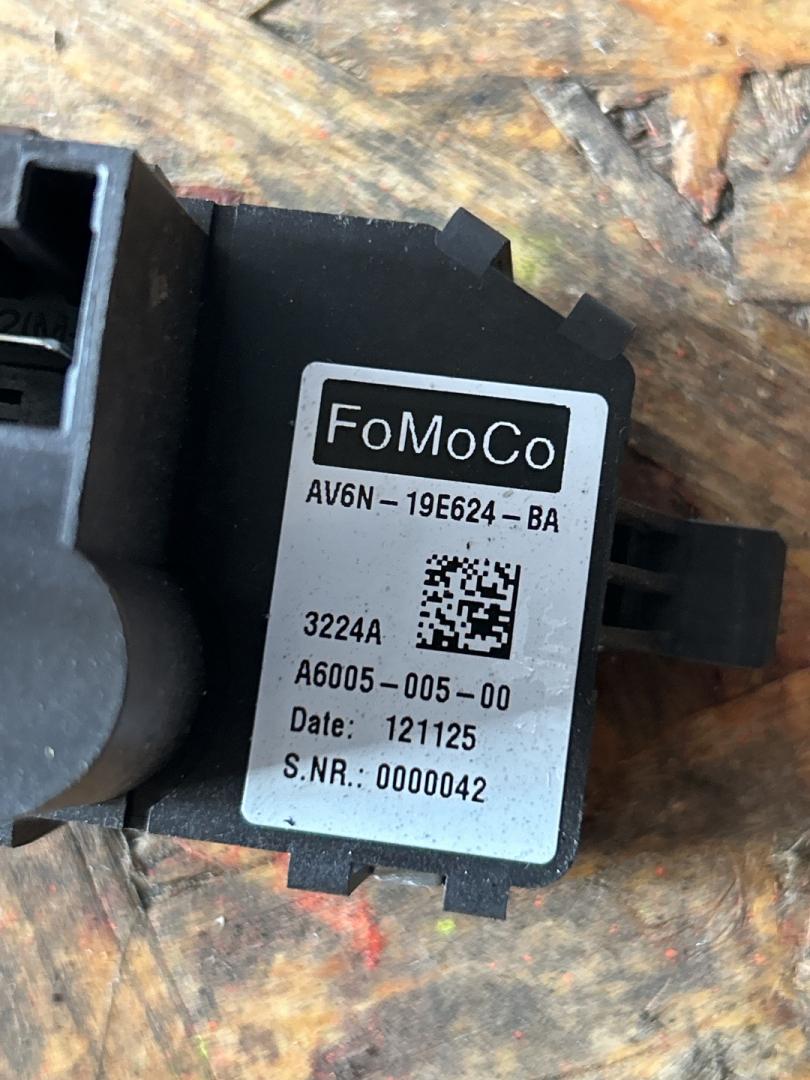 FoMoCo
AV6N-19E624-BA
3224A
A6005-005-00
Date: 121125
S.NR.: 0000042